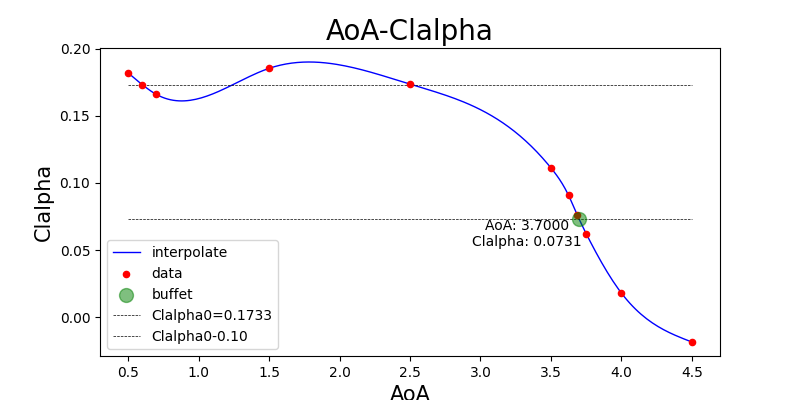 AoA-Clalpha
Clalpha
0.20
0.15
0.10
0.05
0.00
AoA: 3.7000
Clalpha: 0.0731
interpolate
data
buffet
Clalpha0=0.1733
Clalpha0-0.10
0.5 1.0 1.5 2.0 2.5 3.0 3.5 4.0 4.5
AoA